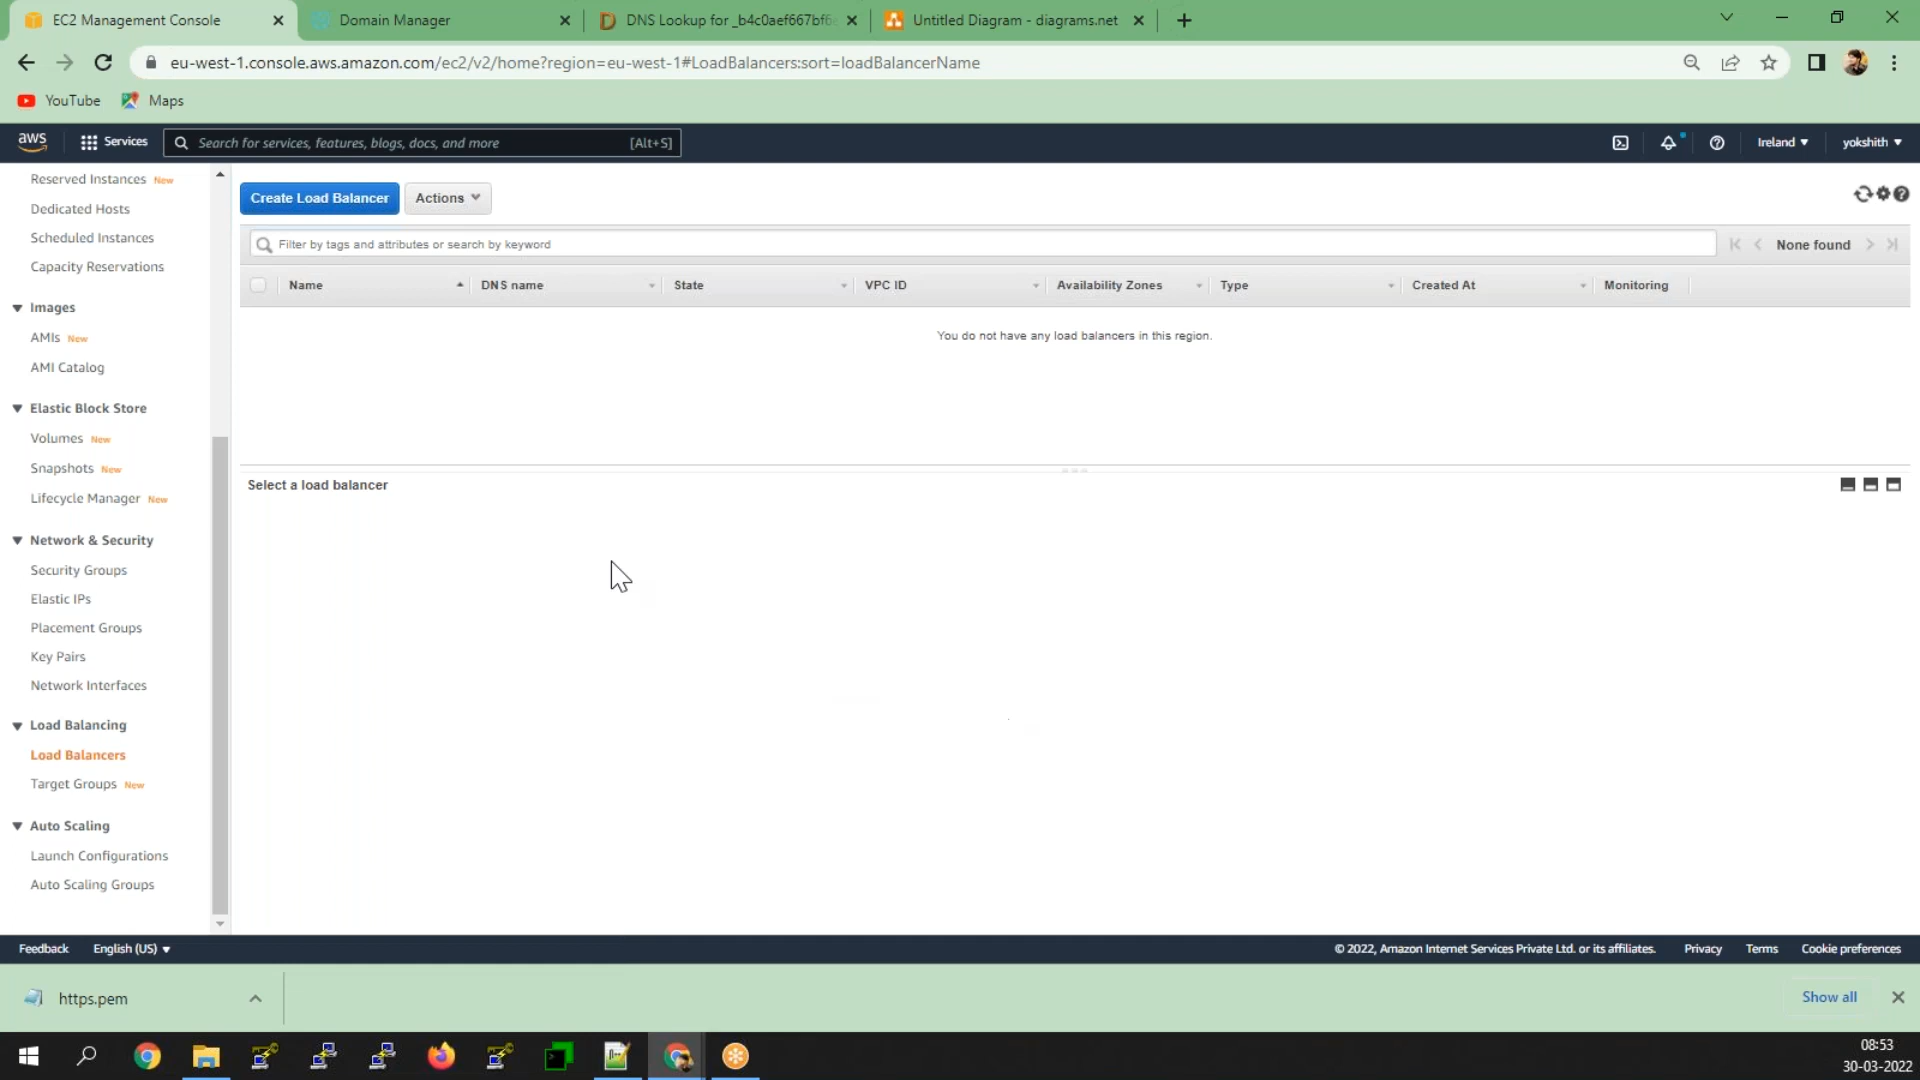 EC2 Management Console
Domain Manager
DNS Lookup for _b4c0aef667bf6
Untitled Diagram - diagrams.net
eu-west-1.console.aws.amazon.com/ec2/v2/home?region=eu-west-1#LoadBalancers:sort=loadBalancerName
YouTube
Maps
aws
Services
Search for services, features, blogs, docs, and more
[Alt+S]
Ireland
yokshith
Reserved Instances New
Dedicated Hosts
Scheduled Instances
Capacity Reservations
Images
AMIs New
AMI Catalog
Elastic Block Store
Volumes New
Snapshots New
Lifecycle Manager New
Network & Security
Security Groups
Elastic IPs
Placement Groups
Key Pairs
Network Interfaces
Load Balancing
Load Balancers
Target Groups New
Auto Scaling
Launch Configurations
Auto Scaling Groups
Create Load Balancer
Actions
Filter by tags and attributes or search by keyword
None found
Name
DNS name
State
VPC ID
Availability Zones
Type
Created At
Monitoring
You do not have any load balancers in this region.
Select a load balancer
Feedback
English (US)
© 2022, Amazon Internet Services Private Ltd. or its affiliates.
Privacy
Terms
Cookie preferences
https.pem
Show all
08:53
30-03-2022